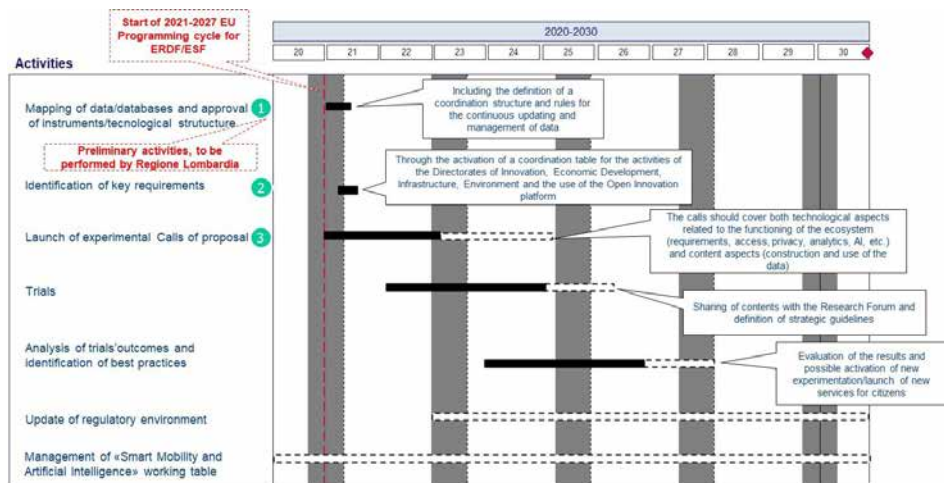 Start of 2021-2027 EU
Programming cycle for
ERDF/ESF
2020-2030
20 21 22 23 24 25 26 27 28 29 30
Activities
Mapping of data/databases and approval
of instruments/tecnological strutucture
1
Including the definition of a
coordination structure and rules for
the continuous updating and
management of data
Preliminary activities, to be
performed by Regione Lombardia
Identification of key requirements
2
Through the activation of a coordination table for the activities of
the Directorates of Innovation, Economic Development,
Infrastructure, Environment and the use of the Open Innovation
platform
Launch of experimental Calls of proposal
3
The calls should cover both technological aspects
related to the functioning of the ecosystem
(requirements, access, privacy, analytics, AI, etc.)
and content aspects (construction and use of the
data)
Trials
Sharing of contents with the Research Forum and
definition of strategic guidelines
Analysis of trials'outcomes and
identification of best practices
Evaluation of the results and
possible activation of new
experimentation/launch of new
services for citizens
Update of regulatory environment
Management of «Smart Mobility and
Artificial Intelligence» working table